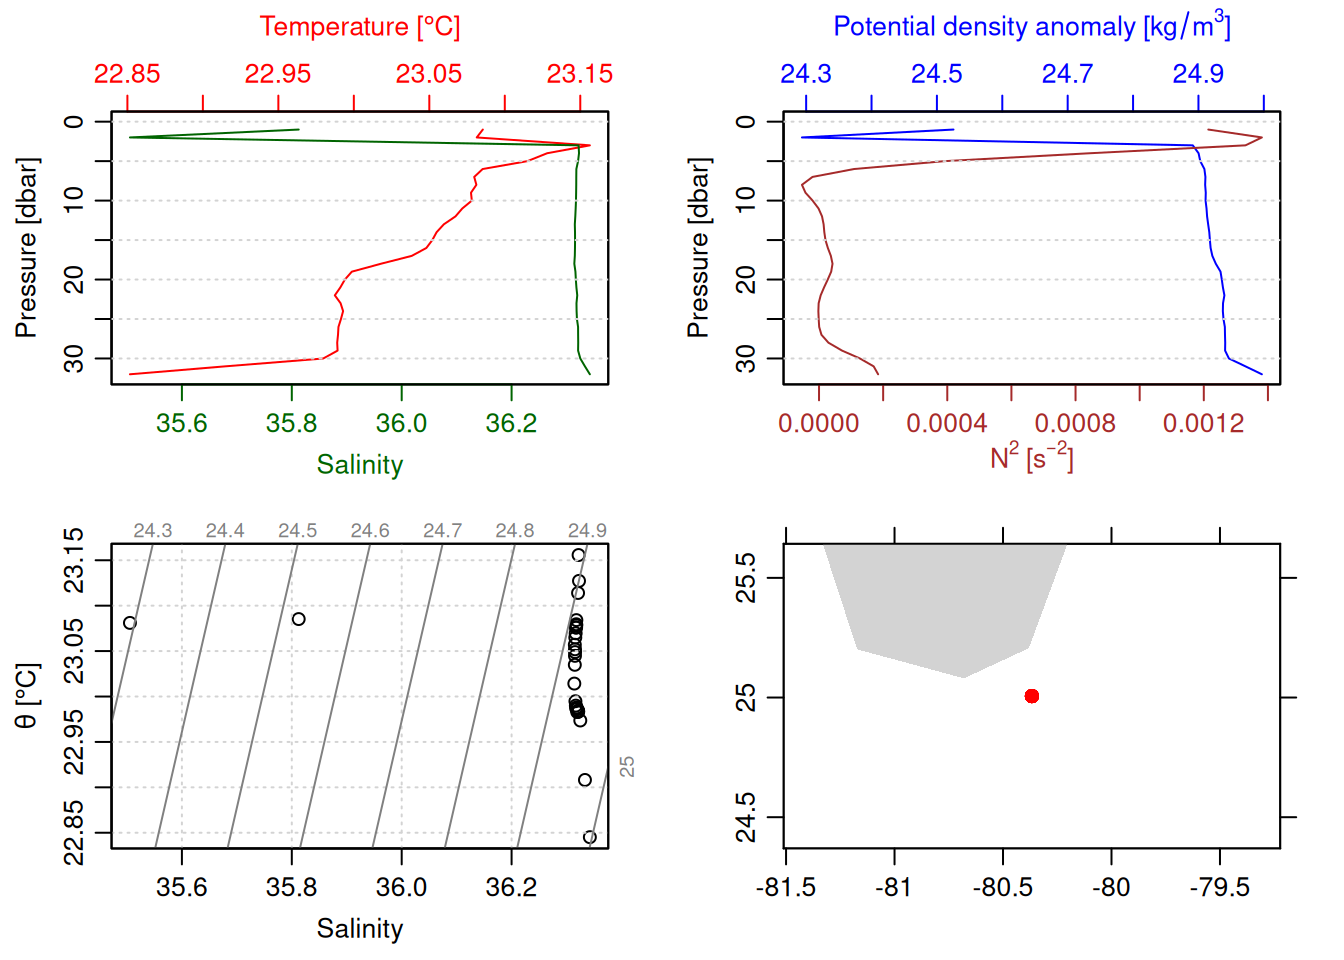 Temperature [°C]
22.85 22.95 23.05 23.15
Pressure [dbar]
0 10 20 30
35.6 35.8 36.0 36.2
Salinity
Potential density anomaly [kg/m³]
24.3 24.5 24.7 24.9
Pressure [dbar]
0 10 20 30
0.0000 0.0004 0.0008 0.0012
N² [s⁻²]
24.3 24.4 24.5 24.6 24.7 24.8 24.9
25
θ [°C]
23.15 23.05 22.95 22.85
35.6 35.8 36.0 36.2
Salinity
25.5 25 24.5
-81.5 -81 -80.5 -80 -79.5